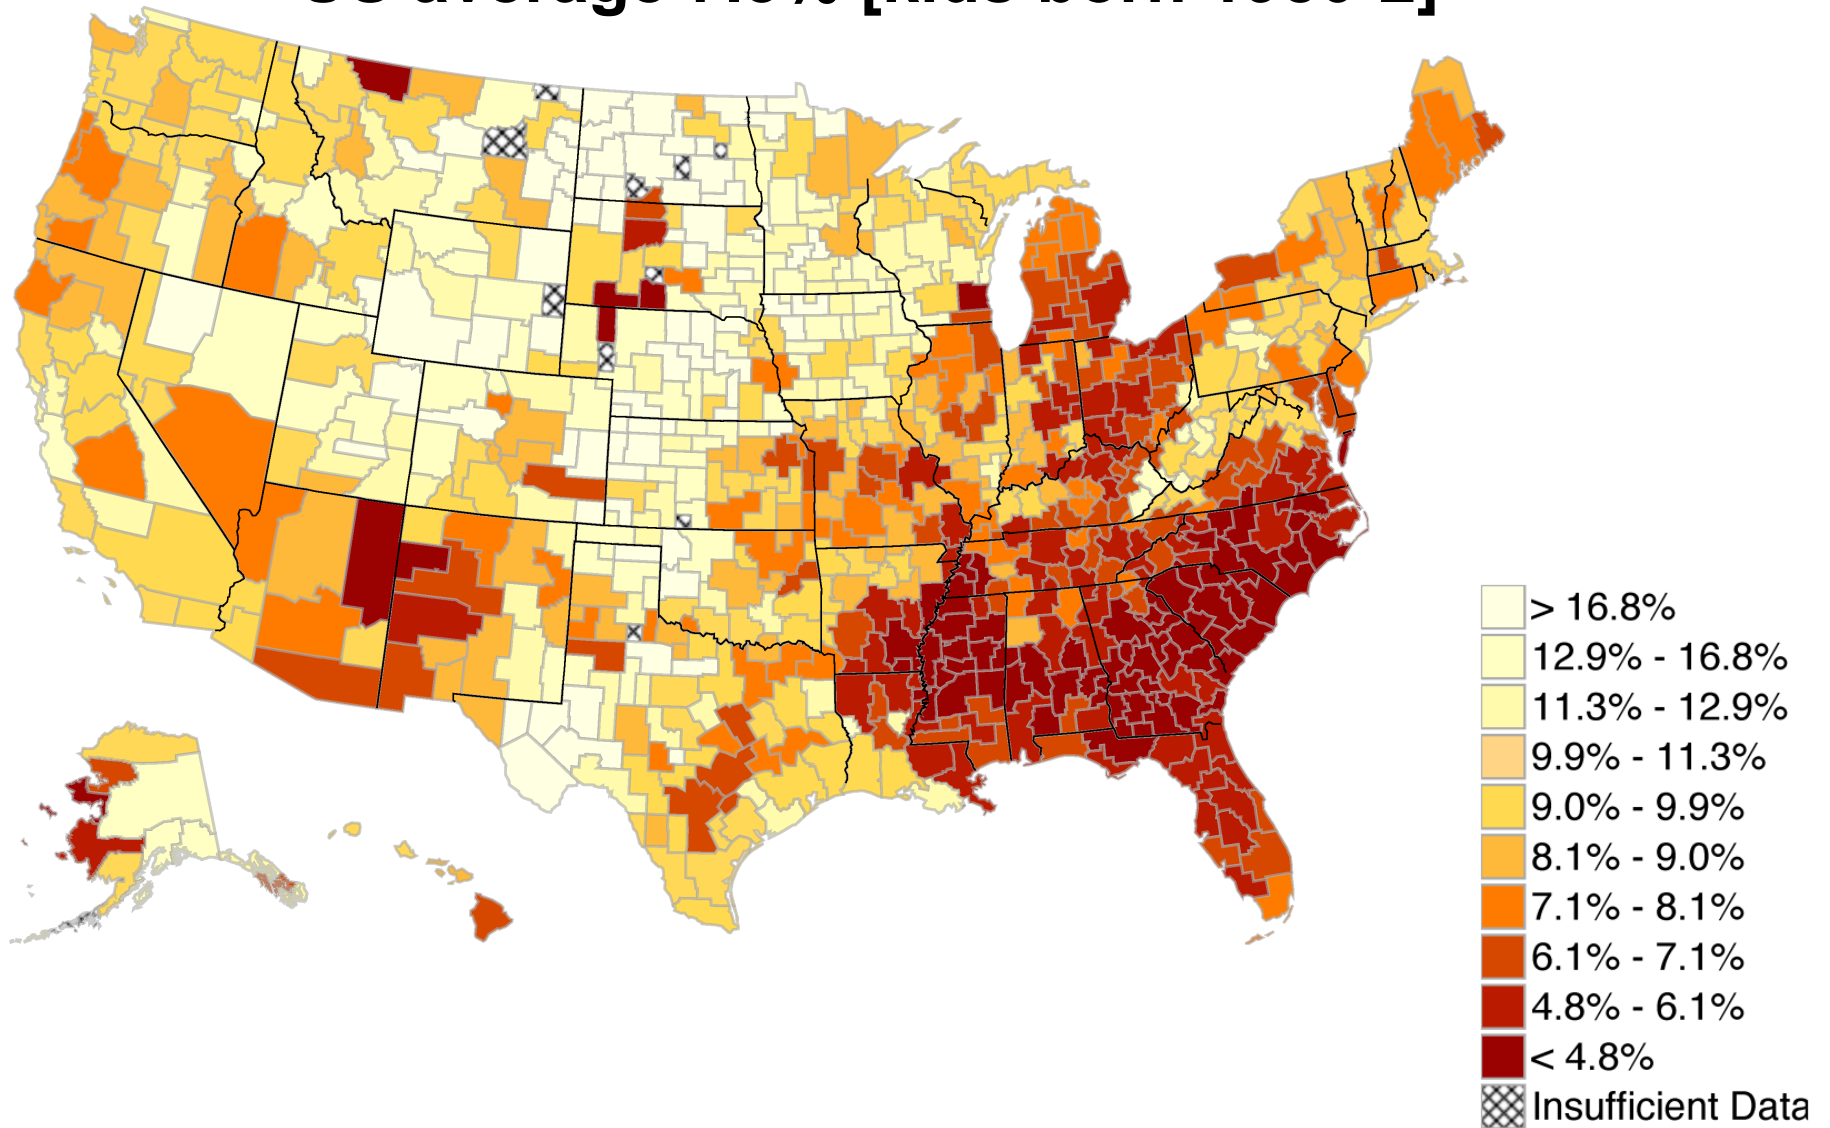 > 16.8%
12.9% - 16.8%
11.3% - 12.9%
9.9% - 11.3%
9.0% - 9.9%
8.1% - 9.0%
7.1% - 8.1%
6.1% - 7.1%
4.8% - 6.1%
< 4.8%
Insufficient Data